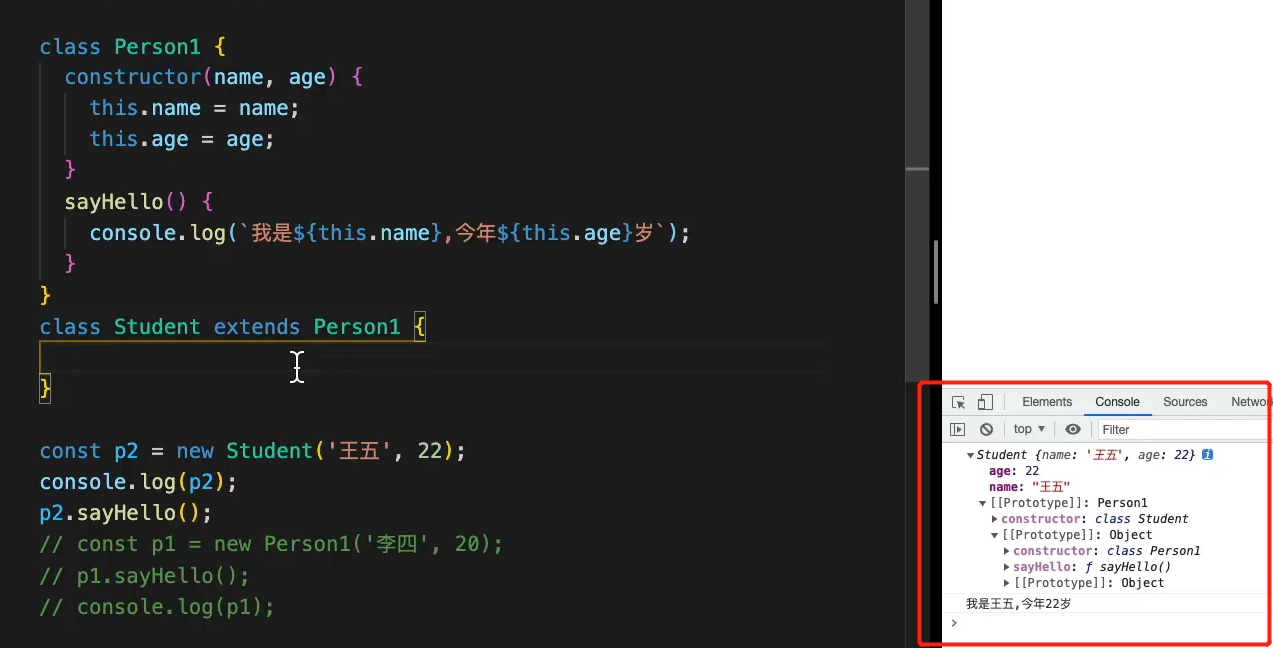 class Person1 {
constructor(name, age) {
this.name = name;
this.age = age;
}
sayHello() {
console.log(`我是${this.name},今年${this.age}岁`);
}
}
class Student extends Person1 {
}
const p2 = new Student('王五', 22);
console.log(p2);
p2.sayHello();
// const p1 = new Person1('李四', 20);
// p1.sayHello();
// console.log(p1);
Elements Console Sources Networ
top ▼ Filter
▼Student {name: '王五', age: 22} i
age: 22
name: "王五"
▼[[Prototype]]: Person1
▶constructor: class Student
▼[[Prototype]]: Object
▶constructor: class Person1
▶sayHello: ƒ sayHello()
▶[[Prototype]]: Object
我是王五,今年22岁
>